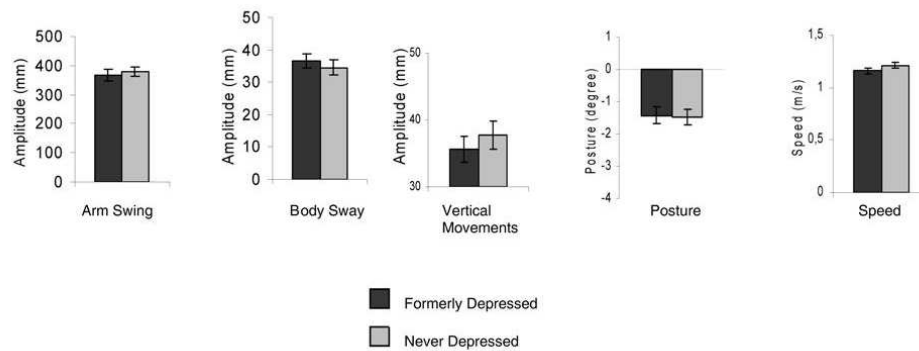 Amplitude (mm)
500
400
300
200
100
0
Arm Swing
Amplitude (mm)
50
40
30
20
10
0
Body Sway
Amplitude (mm)
50
40
30
Vertical
Movements
Posture (degree)
1
0
-1
-2
-3
-4
Posture
Speed (m/s)
1,5
1
0,5
0
Speed
Formerly Depressed
Never Depressed